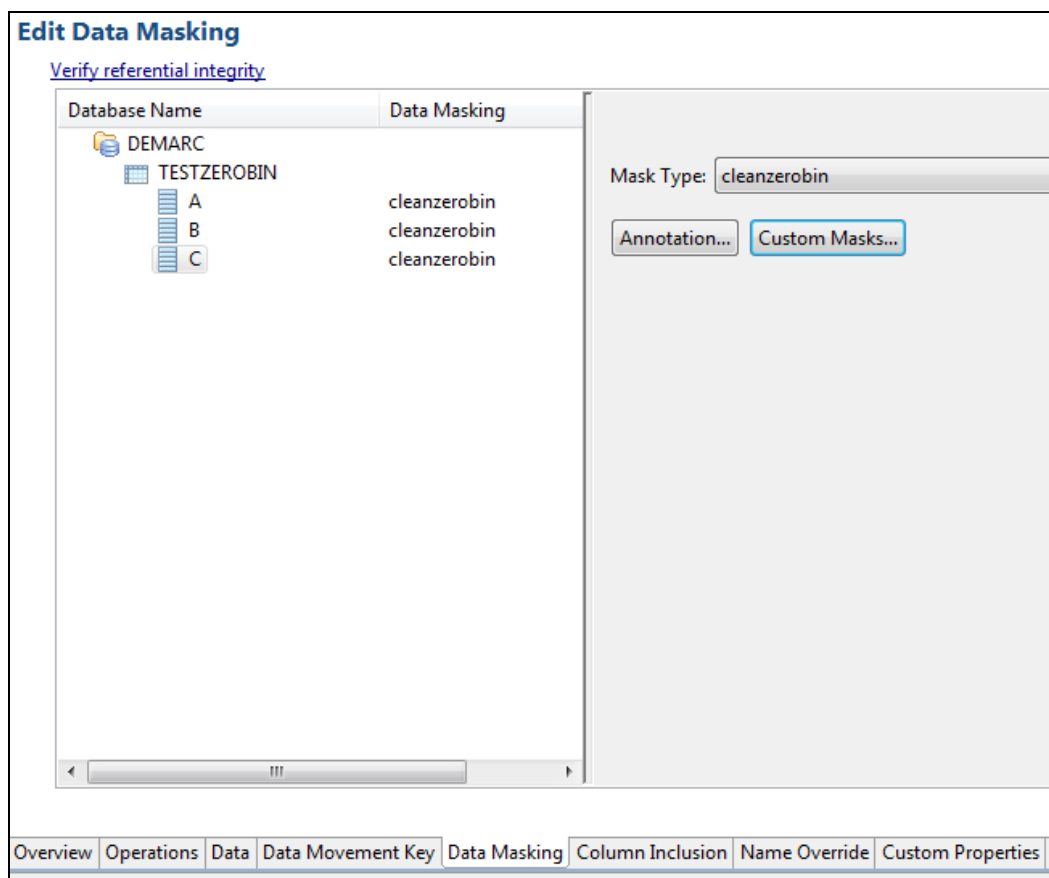 Edit Data Masking
Verify referential integrity
Database Name Data Masking
DEMARC
TESTZEROBIN
A cleanzerobin
B cleanzerobin
C cleanzerobin
Mask Type: cleanzerobin
Annotation... Custom Masks...
Overview Operations Data Data Movement Key Data Masking Column Inclusion Name Override Custom Properties